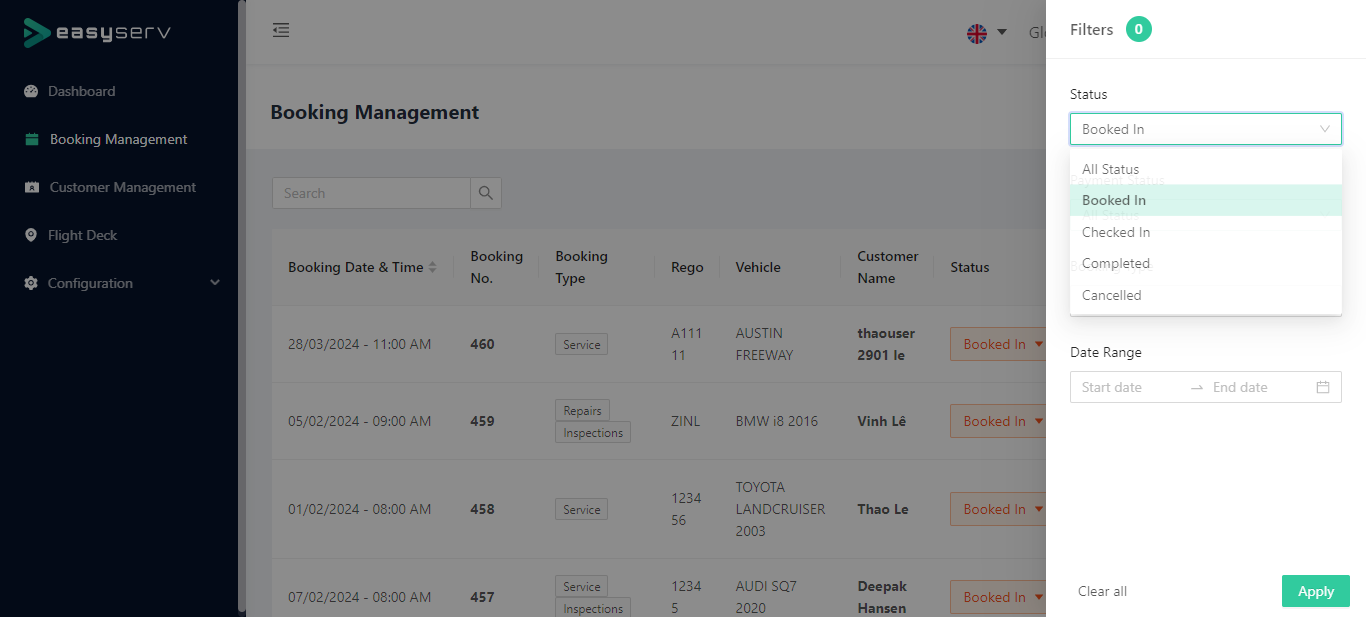 easyserv
Dashboard
Booking Management
Customer Management
Flight Deck
Configuration
Booking Management
Search
Booking Date & Time
Booking
No.
Booking
Type
Rego
Vehicle
Customer
Name
Status
28/03/2024 - 11:00 AM
460
Service
A111
11
AUSTIN
FREEWAY
thaouser
2901 le
Booked In
05/02/2024 - 09:00 AM
459
Repairs
Inspections
ZINL
BMW i8 2016
Vinh Lê
Booked In
01/02/2024 - 08:00 AM
458
Service
1234
56
TOYOTA
LANDCRUISER
2003
Thao Le
Booked In
07/02/2024 - 08:00 AM
457
Service
Inspections
1234
5
AUDI SQ7
2020
Deepak
Hansen
Booked In
Filters
0
Status
Booked In
All Status
Payment Status
Booked In
All Status
Checked In
Completed
Cancelled
Date Range
Start date
End date
Clear all
Apply